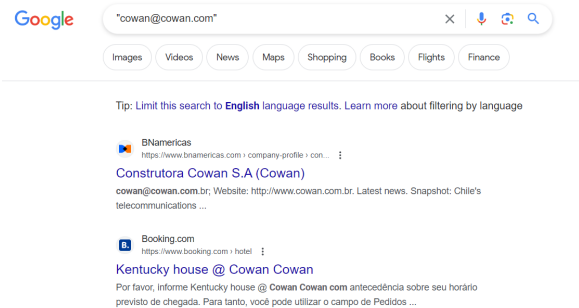 Google "cowan@cowan.com"
Images Videos News Maps Shopping Books Flights Finance
Tip: Limit this search to English language results. Learn more about filtering by language
BNamericas
https://www.bnamericas.com › company-profile › con...
Construtora Cowan S.A (Cowan)
cowan@cowan.com.br; Website: http://www.cowan.com.br. Latest news. Snapshot: Chile's
telecommunications ...
B.
Booking.com
https://www.booking.com › hotel
Kentucky house @ Cowan Cowan
Por favor, informe Kentucky house @ Cowan Cowan com antecedência sobre seu horário
previsto de chegada. Para tanto, você pode utilizar o campo de Pedidos ...